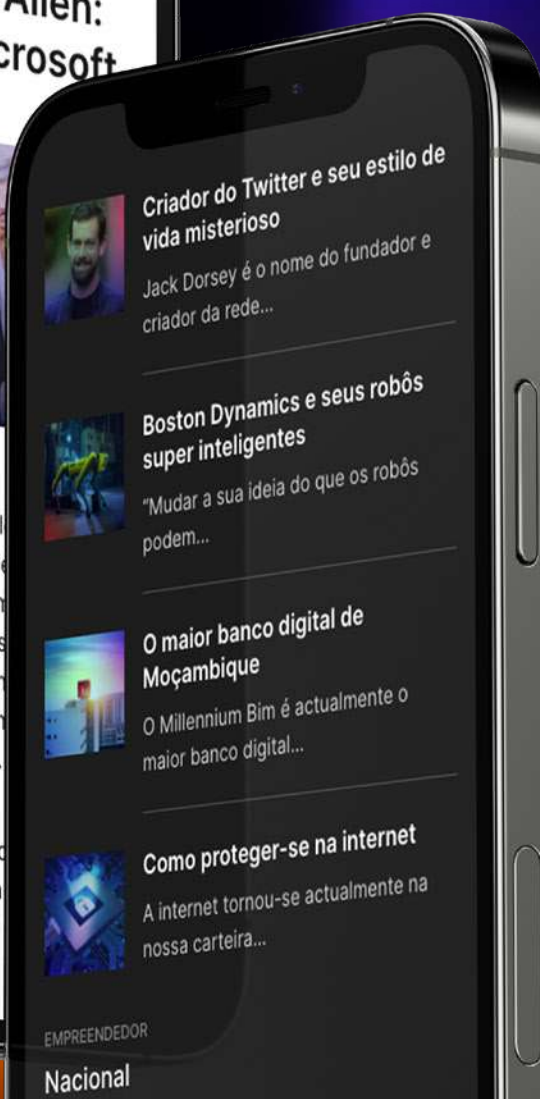 Allen:
crosoft
Criador do Twitter e seu estilo de
vida misterioso
Jack Dorsey é o nome do fundador e
criador da rede...
Boston Dynamics e seus robôs
super inteligentes
"Mudar a sua ideia do que os robôs
podem...
O maior banco digital de
Moçambique
O Millennium Bim é actualmente o
maior banco digital...
Como proteger-se na internet
A internet tornou-se actualmente na
nossa carteira...
EMPREENDEDOR
Nacional